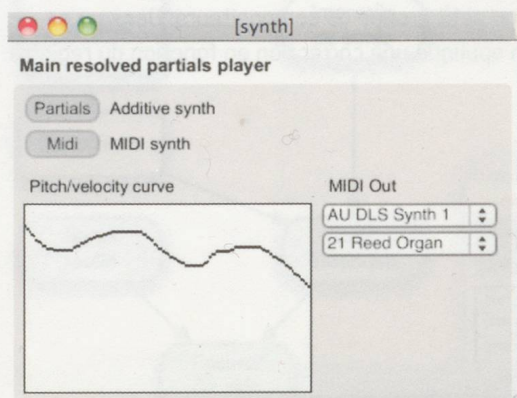 [synth]
Main resolved partials player
Partials Additive synth
Midi MIDI synth
Pitch/velocity curve
MIDI Out
AU DLS Synth 1
21 Reed Organ